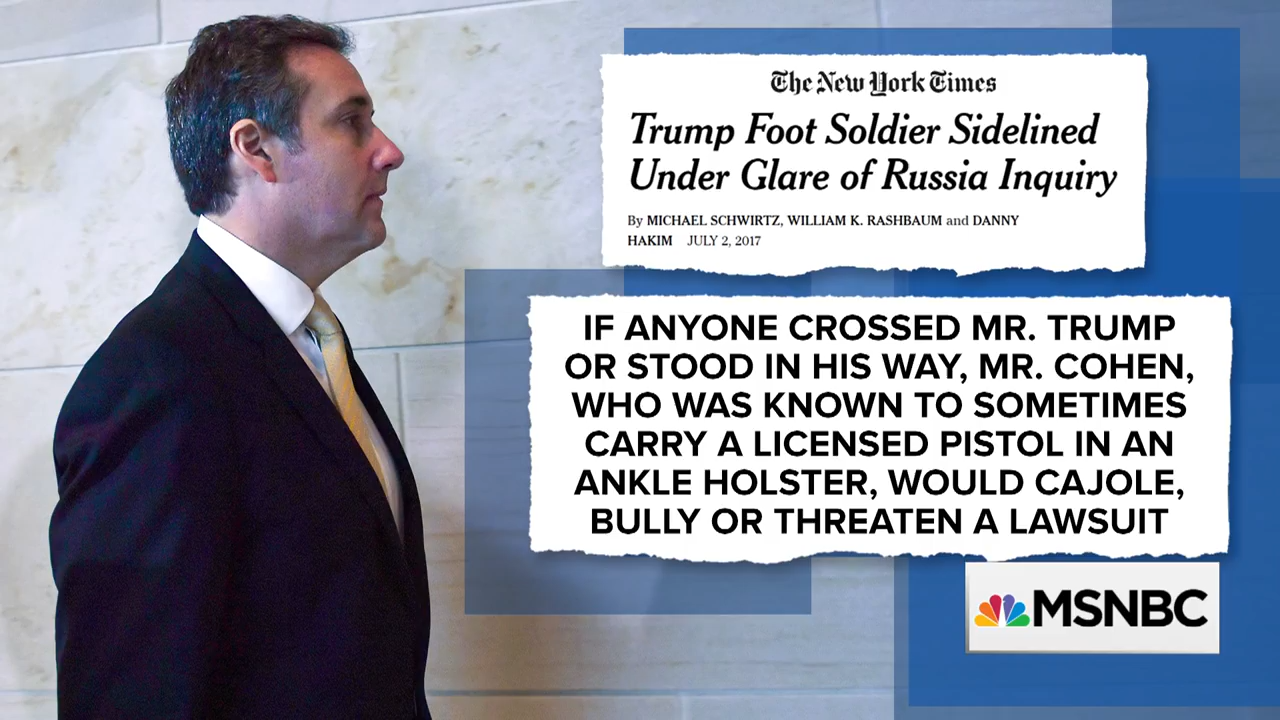 The New York Times
Trump Foot Soldier Sidelined
Under Glare of Russia Inquiry
By MICHAEL SCHWIRTZ, WILLIAM K. RASHBAUM and DANNY
HAKIM JULY 2, 2017
IF ANYONE CROSSED MR. TRUMP
OR STOOD IN HIS WAY, MR. COHEN,
WHO WAS KNOWN TO SOMETIMES
CARRY A LICENSED PISTOL IN AN
ANKLE HOLSTER, WOULD CAJOLE,
BULLY OR THREATEN A LAWSUIT
MSNBC